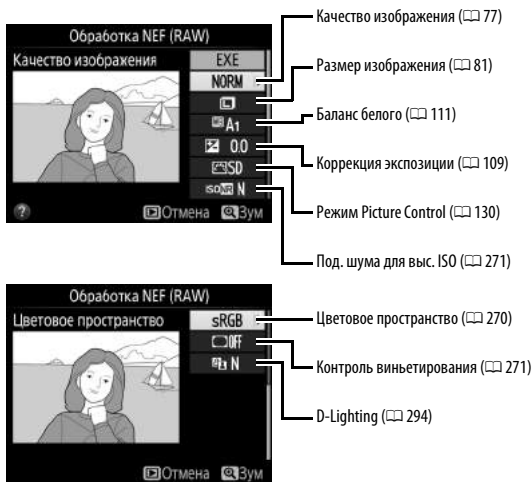 Обработка NEF (RAW)
Качество изображения
EXE
NORM
A1
0.0
SD
ISO NR N
? Отмена Зум
Качество изображения (77)
Размер изображения (81)
Баланс белого (111)
Коррекция экспозиции (109)
Режим Picture Control (130)
Под. шума для выс. ISO (271)
Обработка NEF (RAW)
Цветовое пространство
sRGB
OFF
N
Отмена Зум
Цветовое пространство (270)
Контроль виньетирования (271)
D-Lighting (294)